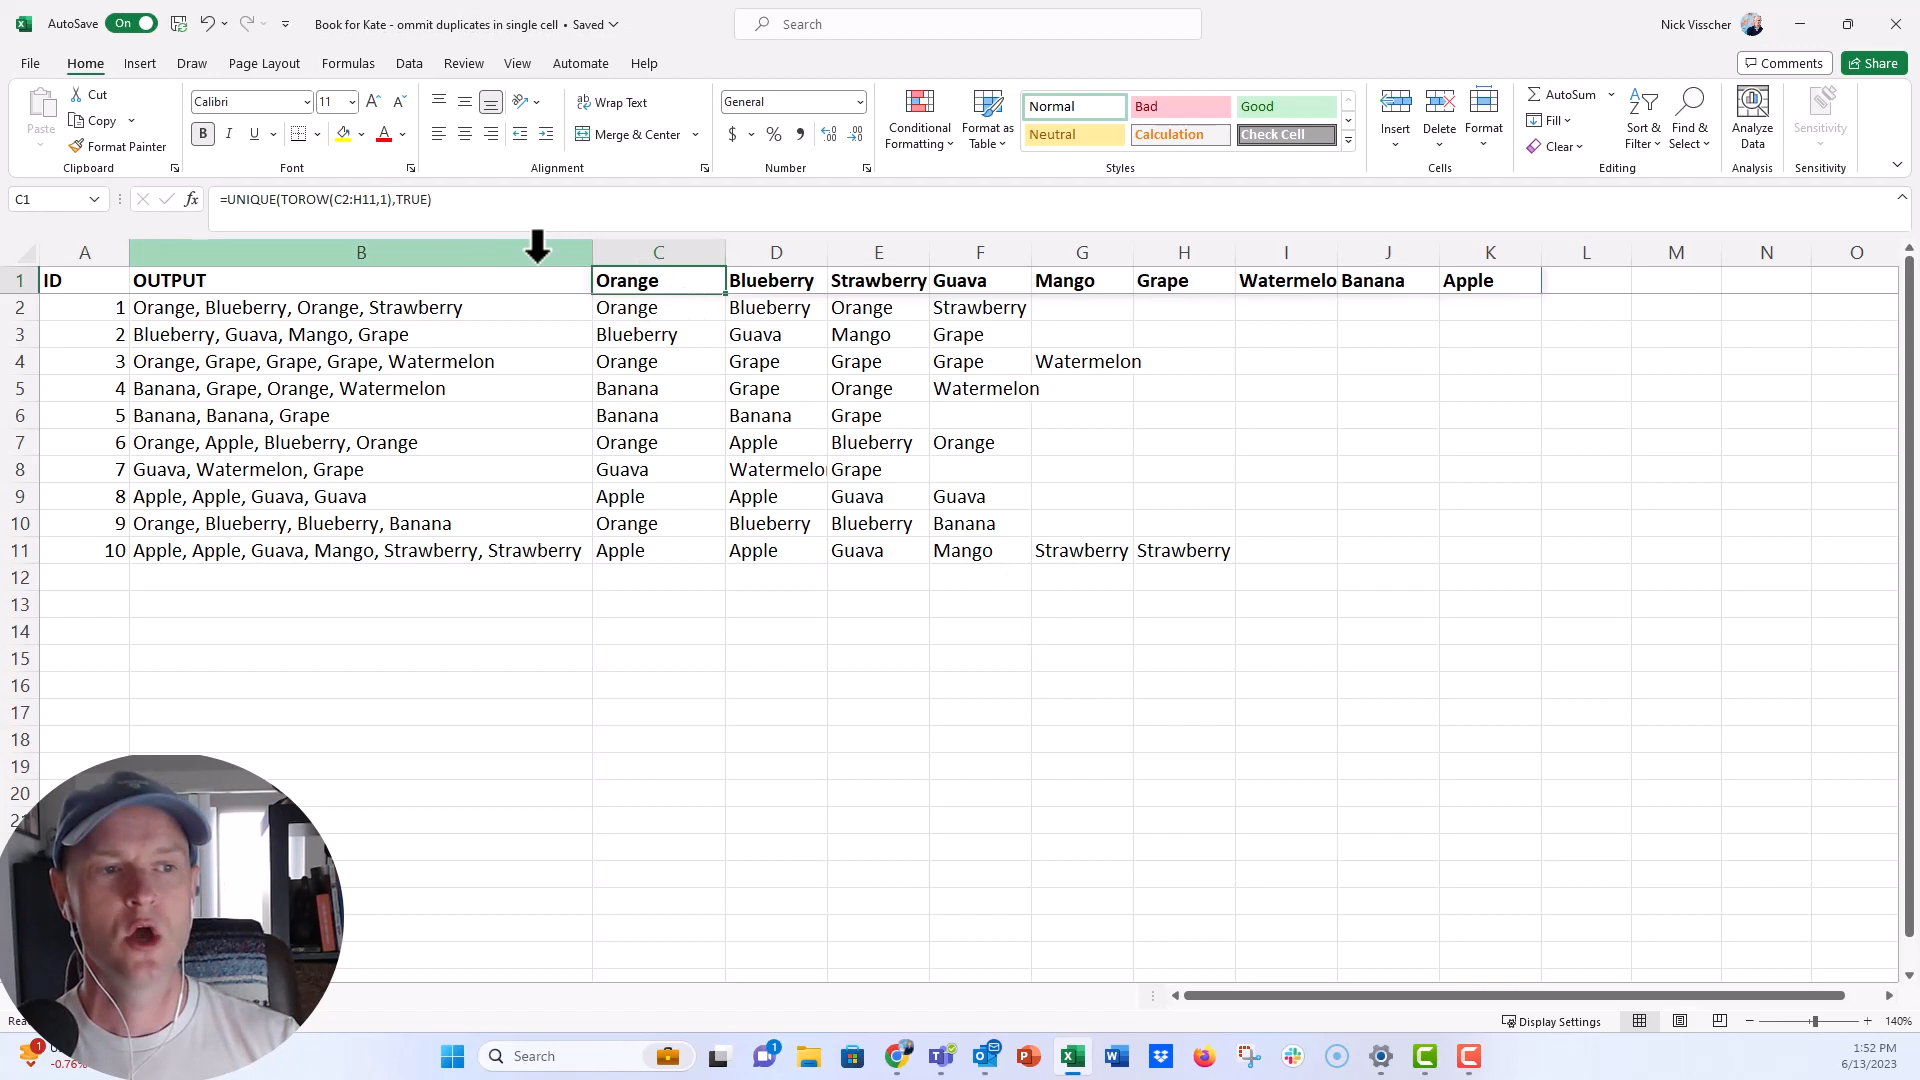 AutoSave On Book for Kate - ommit duplicates in single cell • Saved Search Nick Visscher
File Home Insert Draw Page Layout Formulas Data Review View Automate Help Comments Share
Paste Cut Copy Format Painter Clipboard
Calibri 11 B I U A Font
Wrap Text Merge & Center Alignment
General $ % Number
Conditional Formatting Format as Table
Normal Bad Good
Neutral Calculation Check Cell
Styles
Insert Delete Format Cells
AutoSum Fill Clear Sort & Filter Find & Select Editing
Analyze Data Analysis
Sensitivity Sensitivity
C1 fx =UNIQUE(TOROW(C2:H11,1),TRUE)
A B C D E F G H I J K L M N O
1 ID OUTPUT Orange Blueberry Strawberry Guava Mango Grape Watermelo Banana Apple
2 1 Orange, Blueberry, Orange, Strawberry Orange Blueberry Orange Strawberry
3 2 Blueberry, Guava, Mango, Grape Blueberry Guava Mango Grape
4 3 Orange, Grape, Grape, Grape, Watermelon Orange Grape Grape Grape Watermelon
5 4 Banana, Grape, Orange, Watermelon Banana Grape Orange Watermelon
6 5 Banana, Banana, Grape Banana Banana Grape
7 6 Orange, Apple, Blueberry, Orange Orange Apple Blueberry Orange
8 7 Guava, Watermelon, Grape Guava Watermelo Grape
9 8 Apple, Apple, Guava, Guava Apple Apple Guava Guava
10 9 Orange, Blueberry, Blueberry, Banana Orange Blueberry Blueberry Banana
11 10 Apple, Apple, Guava, Mango, Strawberry, Strawberry Apple Apple Guava Mango Strawberry Strawberry
12
13
14
15
16
17
18
19
20
Display Settings 140%
1 -0.76% Search 1 1:52 PM
6/13/2023